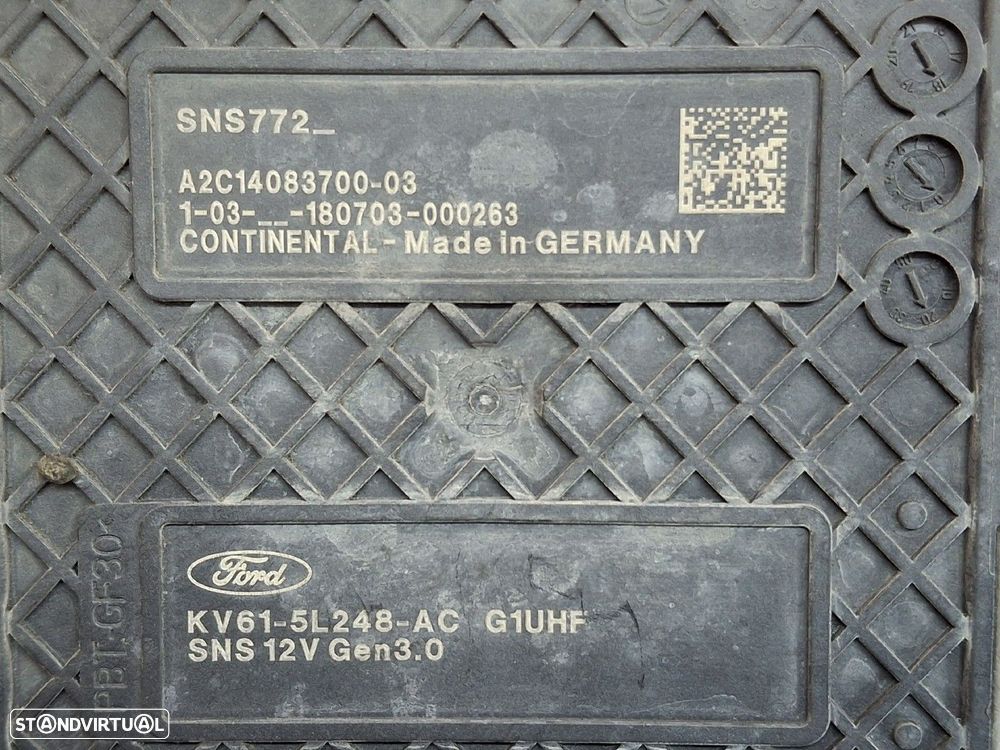 SNS772_
A2C14083700-03
1-03-__-180703-000263
CONTINENTAL - Made in GERMANY
Ford
KV61-5L248-AC G1UHF
SNS 12V Gen3.0
PBT-GF30
STANDVIRTUAL